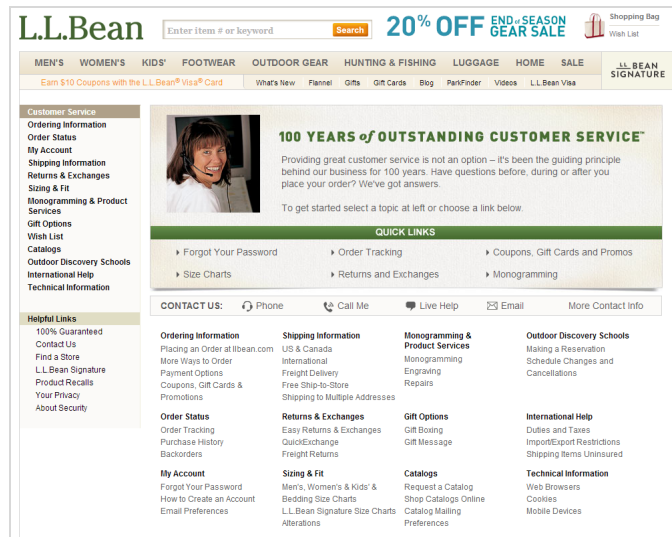 L.L.Bean
Enter item # or keyword
Search
20% OFF END of SEASON GEAR SALE
Shopping Bag
Wish List
MEN'S WOMEN'S KIDS' FOOTWEAR OUTDOOR GEAR HUNTING & FISHING LUGGAGE HOME SALE
L.L.BEAN
SIGNATURE
Earn $10 Coupons with the L.L.Bean® Visa® Card What's New Flannel Gifts Gift Cards Blog ParkFinder Videos L.L.Bean Visa
Customer Service
Ordering Information
Order Status
My Account
Shipping Information
Returns & Exchanges
Sizing & Fit
Monogramming & Product
Services
Gift Options
Wish List
Catalogs
Outdoor Discovery Schools
International Help
Technical Information
Helpful Links
100% Guaranteed
Contact Us
Find a Store
L.L.Bean Signature
Product Recalls
Your Privacy
About Security
100 YEARS of OUTSTANDING CUSTOMER SERVICE™
Providing great customer service is not an option – it's been the guiding principle
behind our business for 100 years. Have questions before, during or after you
place your order? We've got answers.
To get started select a topic at left or choose a link below.
QUICK LINKS
Forgot Your Password
Order Tracking
Coupons, Gift Cards and Promos
Size Charts
Returns and Exchanges
Monogramming
CONTACT US: Phone Call Me Live Help Email More Contact Info
Ordering Information
Placing an Order at llbean.com
More Ways to Order
Payment Options
Coupons, Gift Cards &
Promotions
Shipping Information
US & Canada
International
Freight Delivery
Free Ship-to-Store
Shipping to Multiple Addresses
Monogramming &
Product Services
Monogramming
Engraving
Repairs
Outdoor Discovery Schools
Making a Reservation
Schedule Changes and
Cancellations
Order Status
Order Tracking
Purchase History
Backorders
Returns & Exchanges
Easy Returns & Exchanges
QuickExchange
Freight Returns
Gift Options
Gift Boxing
Gift Message
International Help
Duties and Taxes
Import/Export Restrictions
Shipping Items Uninsured
My Account
Forgot Your Password
How to Create an Account
Email Preferences
Sizing & Fit
Men's, Women's & Kids' &
Bedding Size Charts
L.L.Bean Signature Size Charts
Alterations
Catalogs
Request a Catalog
Shop Catalogs Online
Catalog Mailing
Preferences
Technical Information
Web Browsers
Cookies
Mobile Devices